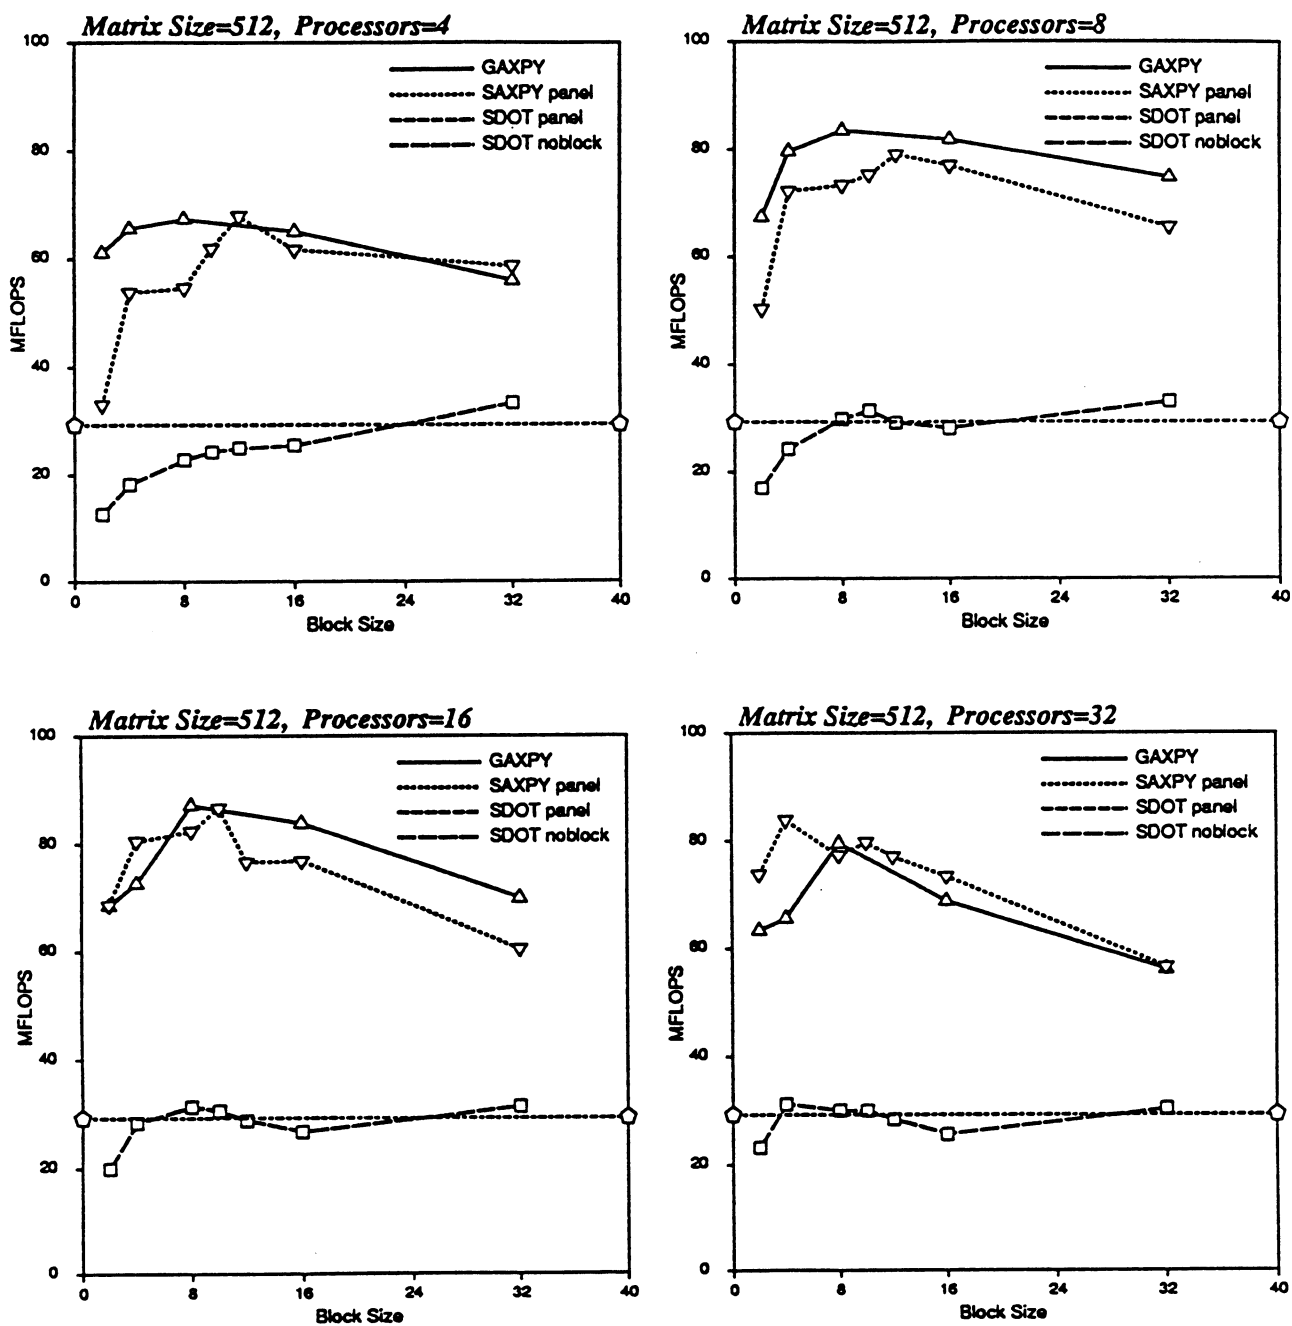 Matrix Size=512, Processors=4
100
80
60
40
20
0
MFLOPS
GAXPY
SAXPY panel
SDOT panel
SDOT noblock
0 8 16 24 32 40
Block Size
Matrix Size=512, Processors=8
100
80
60
40
20
0
MFLOPS
GAXPY
SAXPY panel
SDOT panel
SDOT noblock
0 8 16 24 32 40
Block Size
Matrix Size=512, Processors=16
100
80
60
40
20
0
MFLOPS
GAXPY
SAXPY panel
SDOT panel
SDOT noblock
0 8 16 24 32 40
Block Size
Matrix Size=512, Processors=32
100
80
60
40
20
0
MFLOPS
GAXPY
SAXPY panel
SDOT panel
SDOT noblock
0 8 16 24 32 40
Block Size